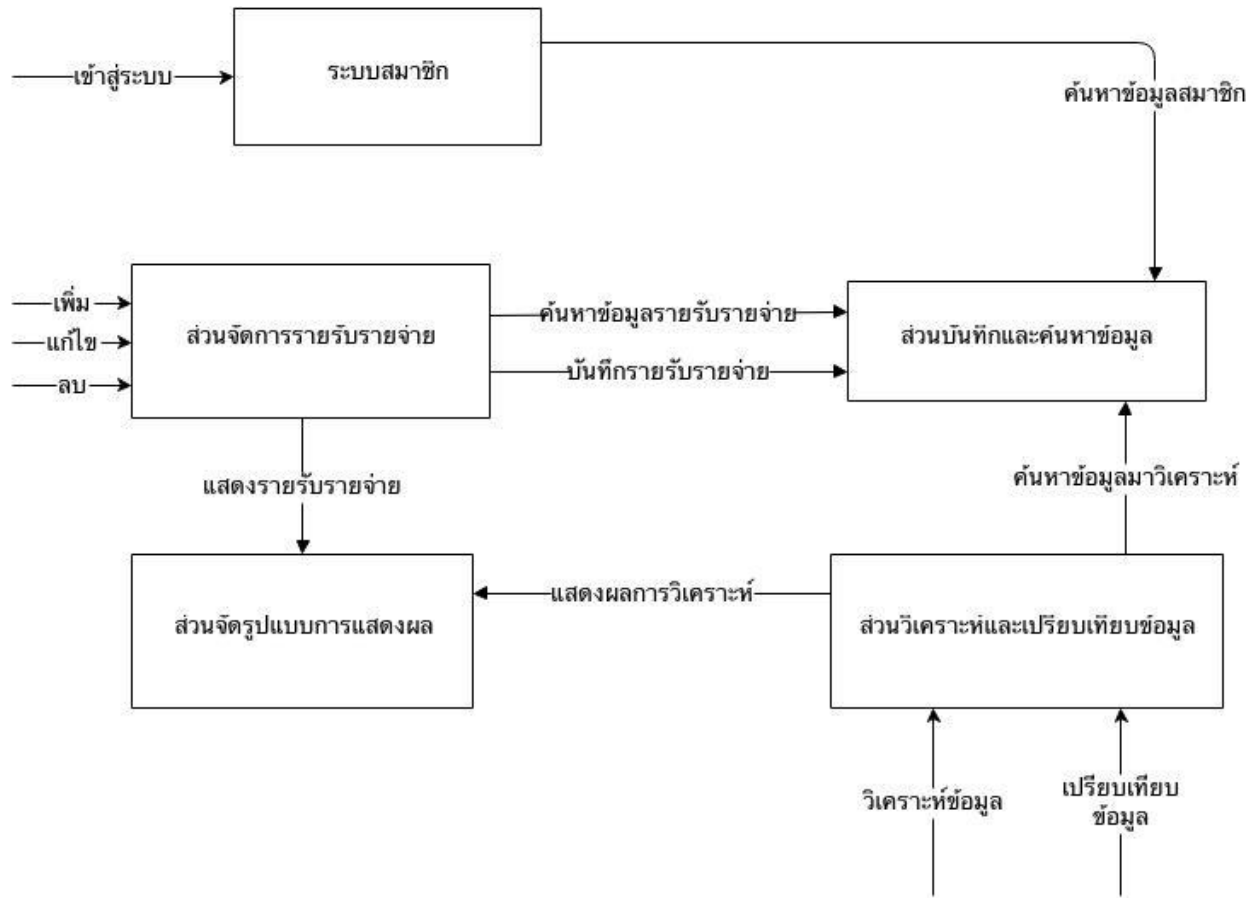 ระบบสมาชิก
เข้าสู่ระบบ
ค้นหาข้อมูลสมาชิก
เพิ่ม
แก้ไข
ลบ
ส่วนจัดการรายรับรายจ่าย
ค้นหาข้อมูลรายรับรายจ่าย
บันทึกรายรับรายจ่าย
ส่วนบันทึกและค้นหาข้อมูล
แสดงรายรับรายจ่าย
ค้นหาข้อมูลมาวิเคราะห์
ส่วนจัดรูปแบบการแสดงผล
แสดงผลการวิเคราะห์
ส่วนวิเคราะห์และเปรียบเทียบข้อมูล
วิเคราะห์ข้อมูล
เปรียบเทียบ
ข้อมูล